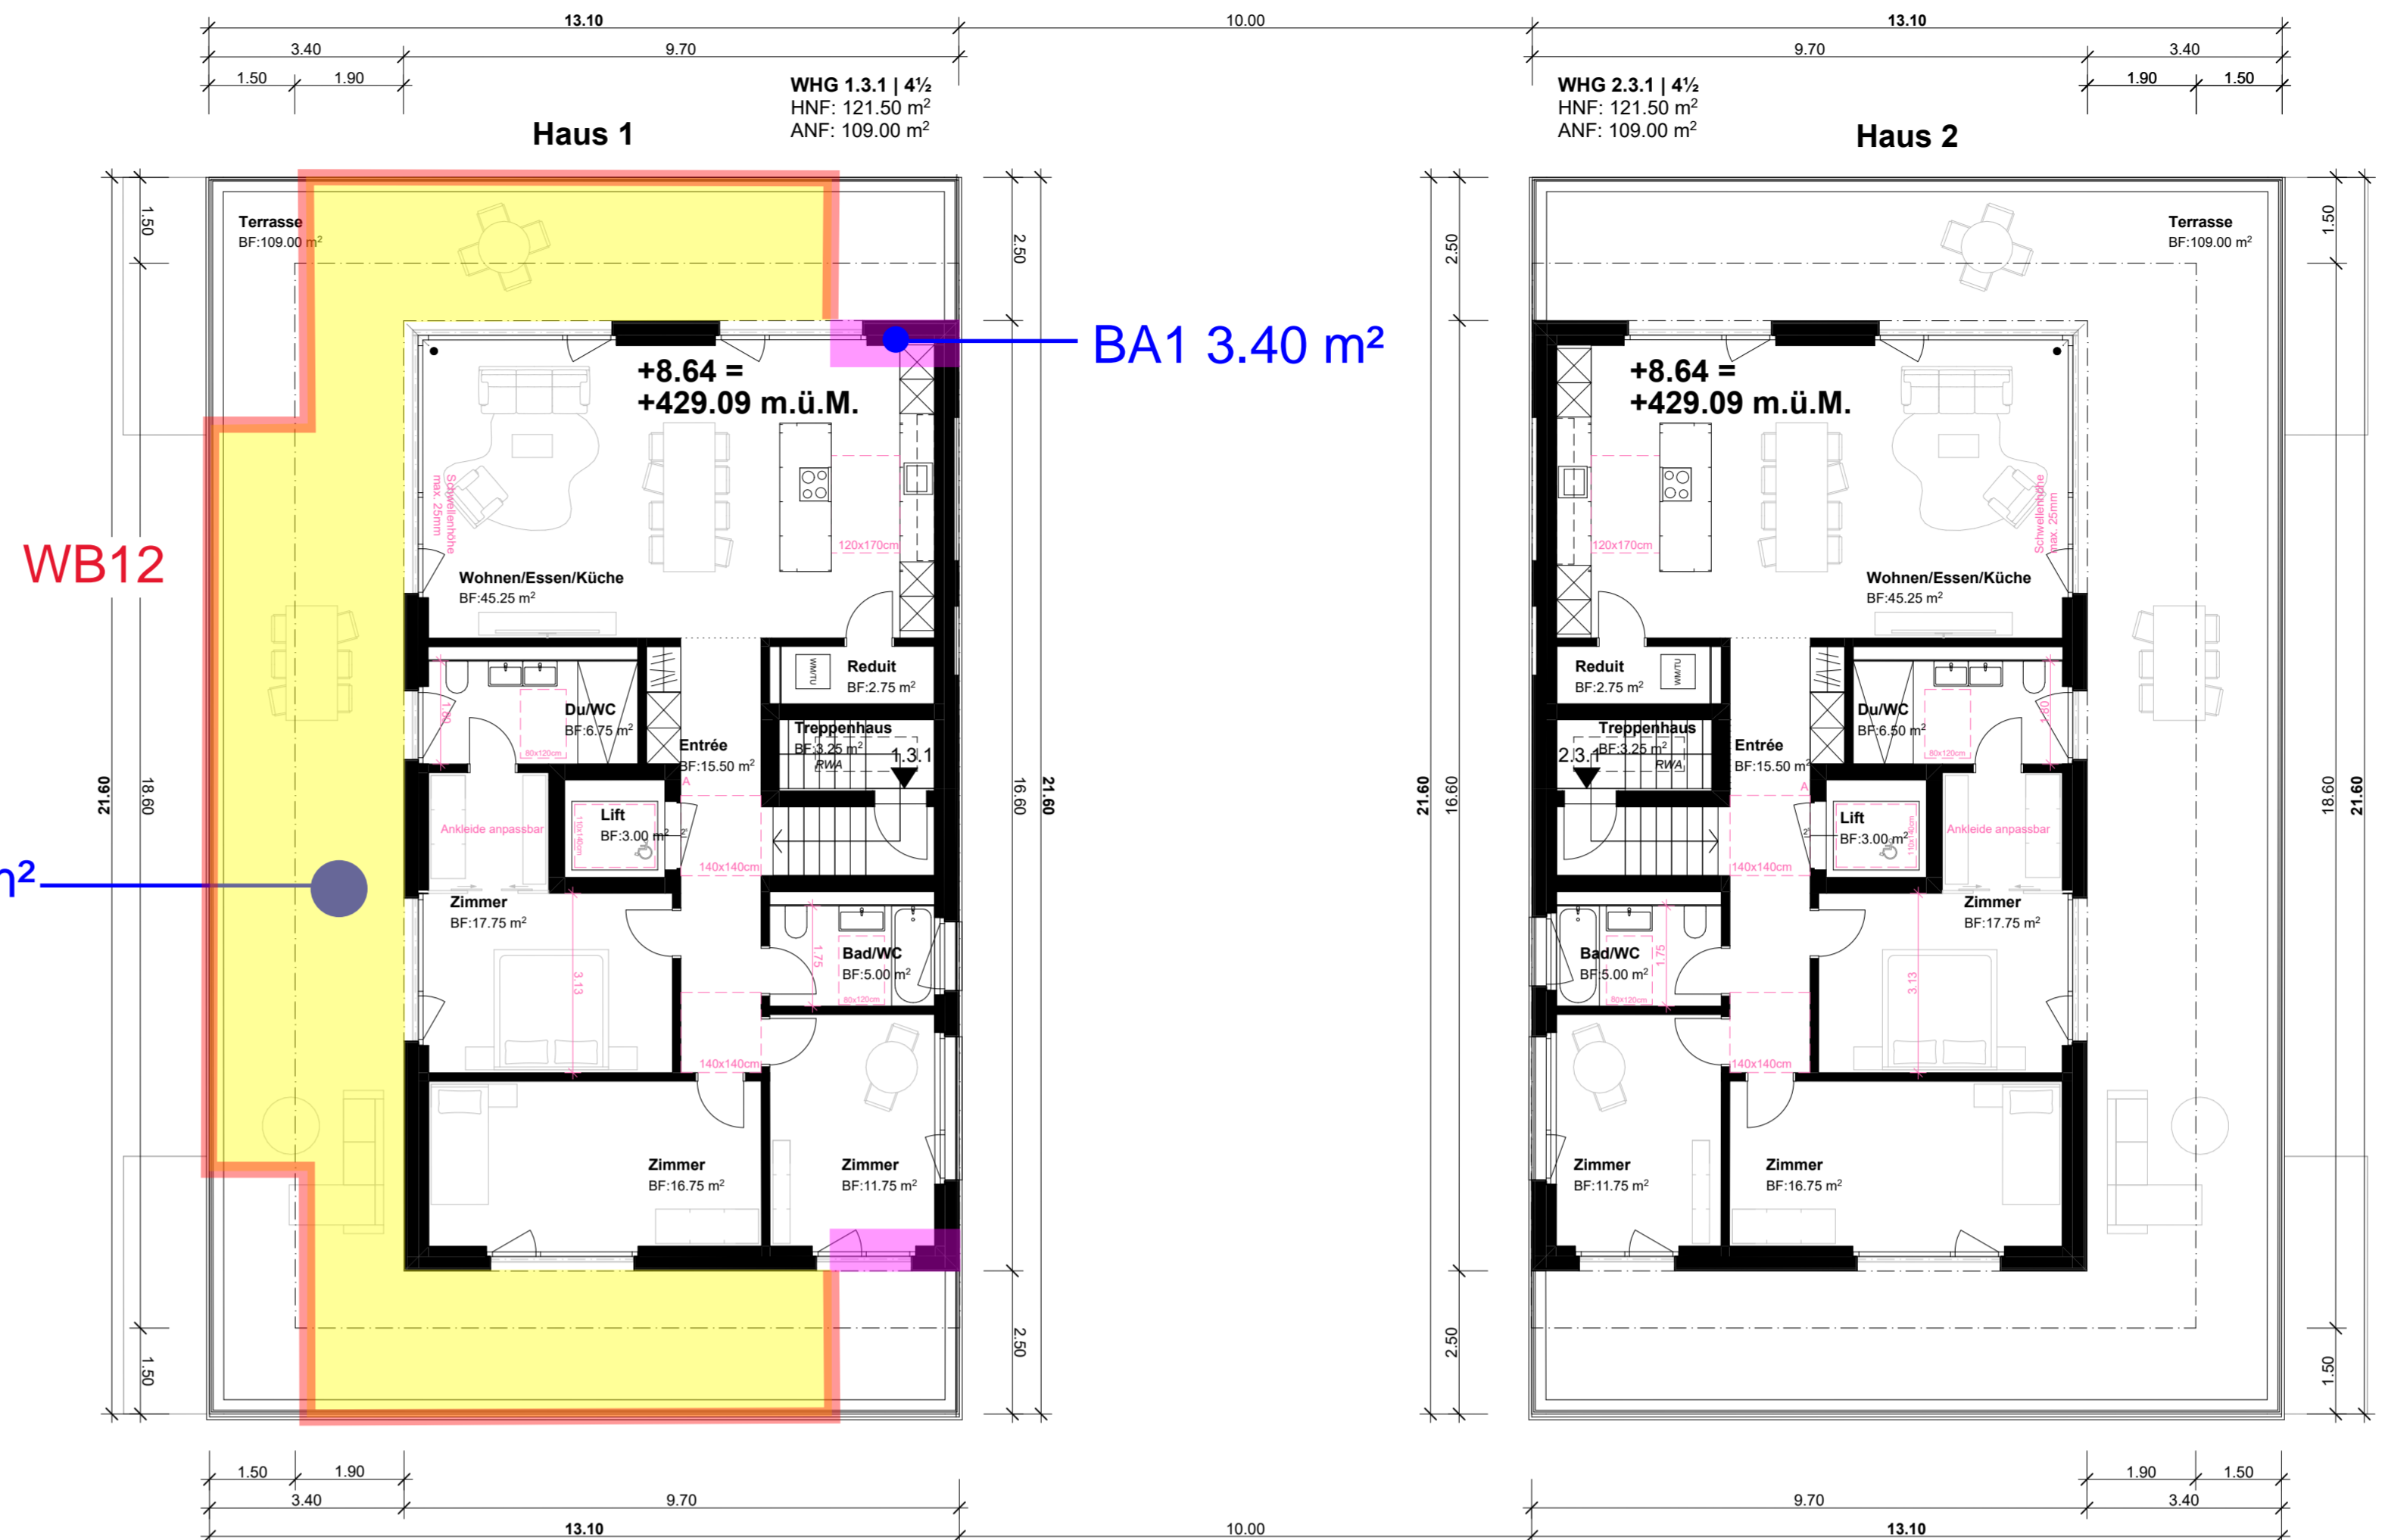 13.10
10.00
13.10
3.40
9.70
9.70
3.40
1.50
1.90
1.90
1.50
WHG 1.3.1 | 4½
HNF: 121.50 m²
ANF: 109.00 m²
WHG 2.3.1 | 4½
HNF: 121.50 m²
ANF: 109.00 m²
Haus 1
Haus 2
1.50
18.60
1.50
21.60
Terrasse
BF:109.00 m²
2.50
16.60
2.50
21.60
BA1 3.40 m²
+8.64 =
+429.09 m.ü.M.
Schwellenhöhe
max. 25mm
120x170cm
WB12
Wohnen/Essen/Küche
BF:45.25 m²
Reduit
BF:2.75 m²
WM/TU
1.80
Du/WC
BF:6.75 m²
80x120cm
Entrée
BF:15.50 m²
A
Treppenhaus
BF:3.25 m²
RWA
1.3.1
Ankleide anpassbar
Lift
BF:3.00 m²
110x140cm
140x140cm
m²
Zimmer
BF:17.75 m²
3.13
Bad/WC
BF:5.00 m²
1.75
80x120cm
140x140cm
Zimmer
BF:16.75 m²
Zimmer
BF:11.75 m²
2.50
16.60
2.50
21.60
Terrasse
BF:109.00 m²
1.50
18.60
1.50
21.60
+8.64 =
+429.09 m.ü.M.
Schwellenhöhe
max. 25mm
120x170cm
Wohnen/Essen/Küche
BF:45.25 m²
Reduit
BF:2.75 m²
WM/TU
Du/WC
BF:6.50 m²
1.80
80x120cm
Treppenhaus
BF:3.25 m²
RWA
2.3.1
Entrée
BF:15.50 m²
A
Lift
BF:3.00 m²
110x140cm
Ankleide anpassbar
140x140cm
Bad/WC
BF:5.00 m²
1.75
80x120cm
Zimmer
BF:17.75 m²
3.13
140x140cm
Zimmer
BF:11.75 m²
Zimmer
BF:16.75 m²
1.50
1.90
1.90
1.50
3.40
9.70
9.70
3.40
13.10
10.00
13.10